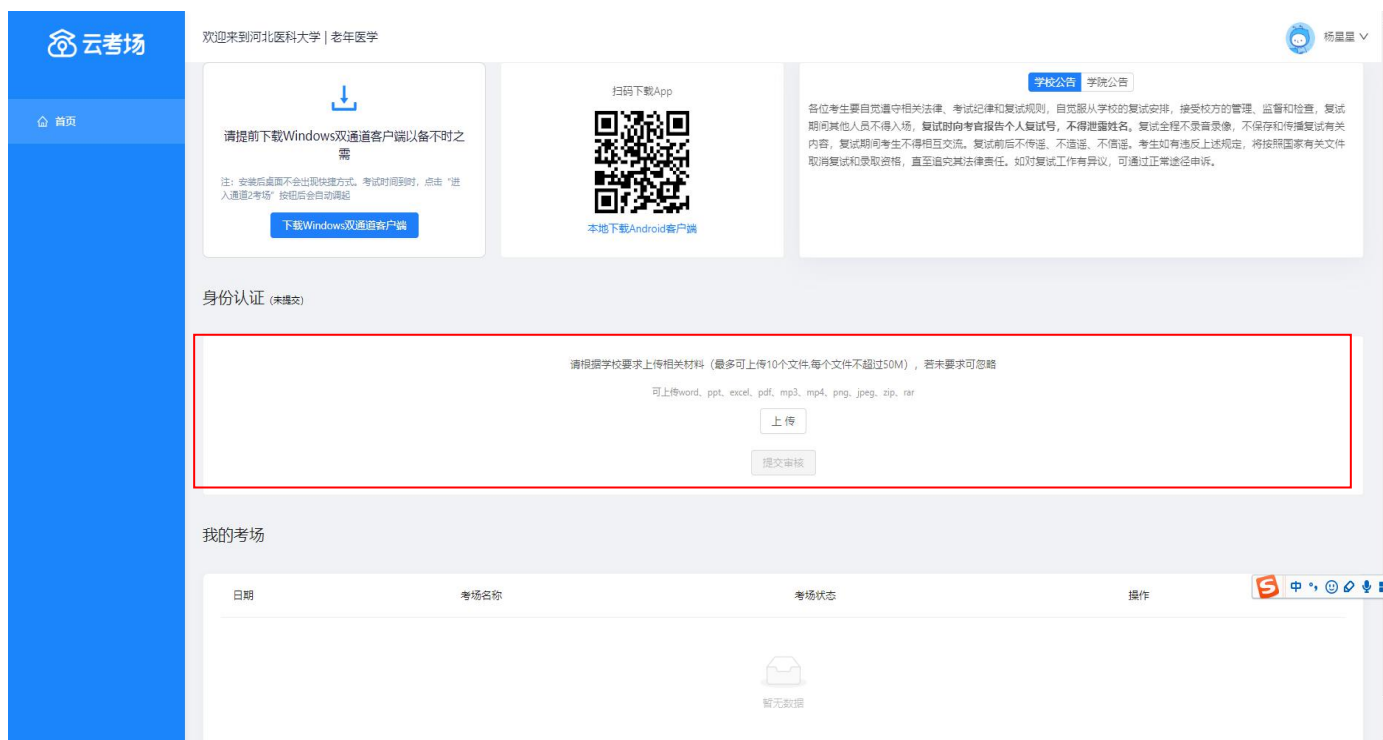 云考场
欢迎来到河北医科大学 | 老年医学
杨星星
首页
请提前下载Windows双通道客户端以备不时之
需
注：安装后桌面不会出现快捷方式。考试时间到时，点击“进
入通道2考场”按钮后会自动调起
下载Windows双通道客户端
扫码下载App
本地下载Android客户端
学校公告 学院公告
各位考生要自觉遵守相关法律、考试纪律和复试规则，自觉服从学校的复试安排，接受校方的管理、监督和检查，复试
期间其他人员不得入场，复试时向考官报告个人复试号，不得泄露姓名。复试全程不录音录像，不保存和传播复试有关
内容，复试期间考生不得相互交流。复试前后不传谣、不造谣、不信谣。考生如有违反上述规定，将按照国家有关文件
取消复试和录取资格，直至追究其法律责任。如对复试工作有异议，可通过正常途径申诉。
身份认证 (未提交)
请根据学校要求上传相关材料（最多可上传10个文件,每个文件不超过50M），若未要求可忽略
可上传word、ppt、excel、pdf、mp3、mp4、png、jpeg、zip、rar
上传
提交审核
我的考场
日期 考场名称 考场状态 操作
中
暂无数据